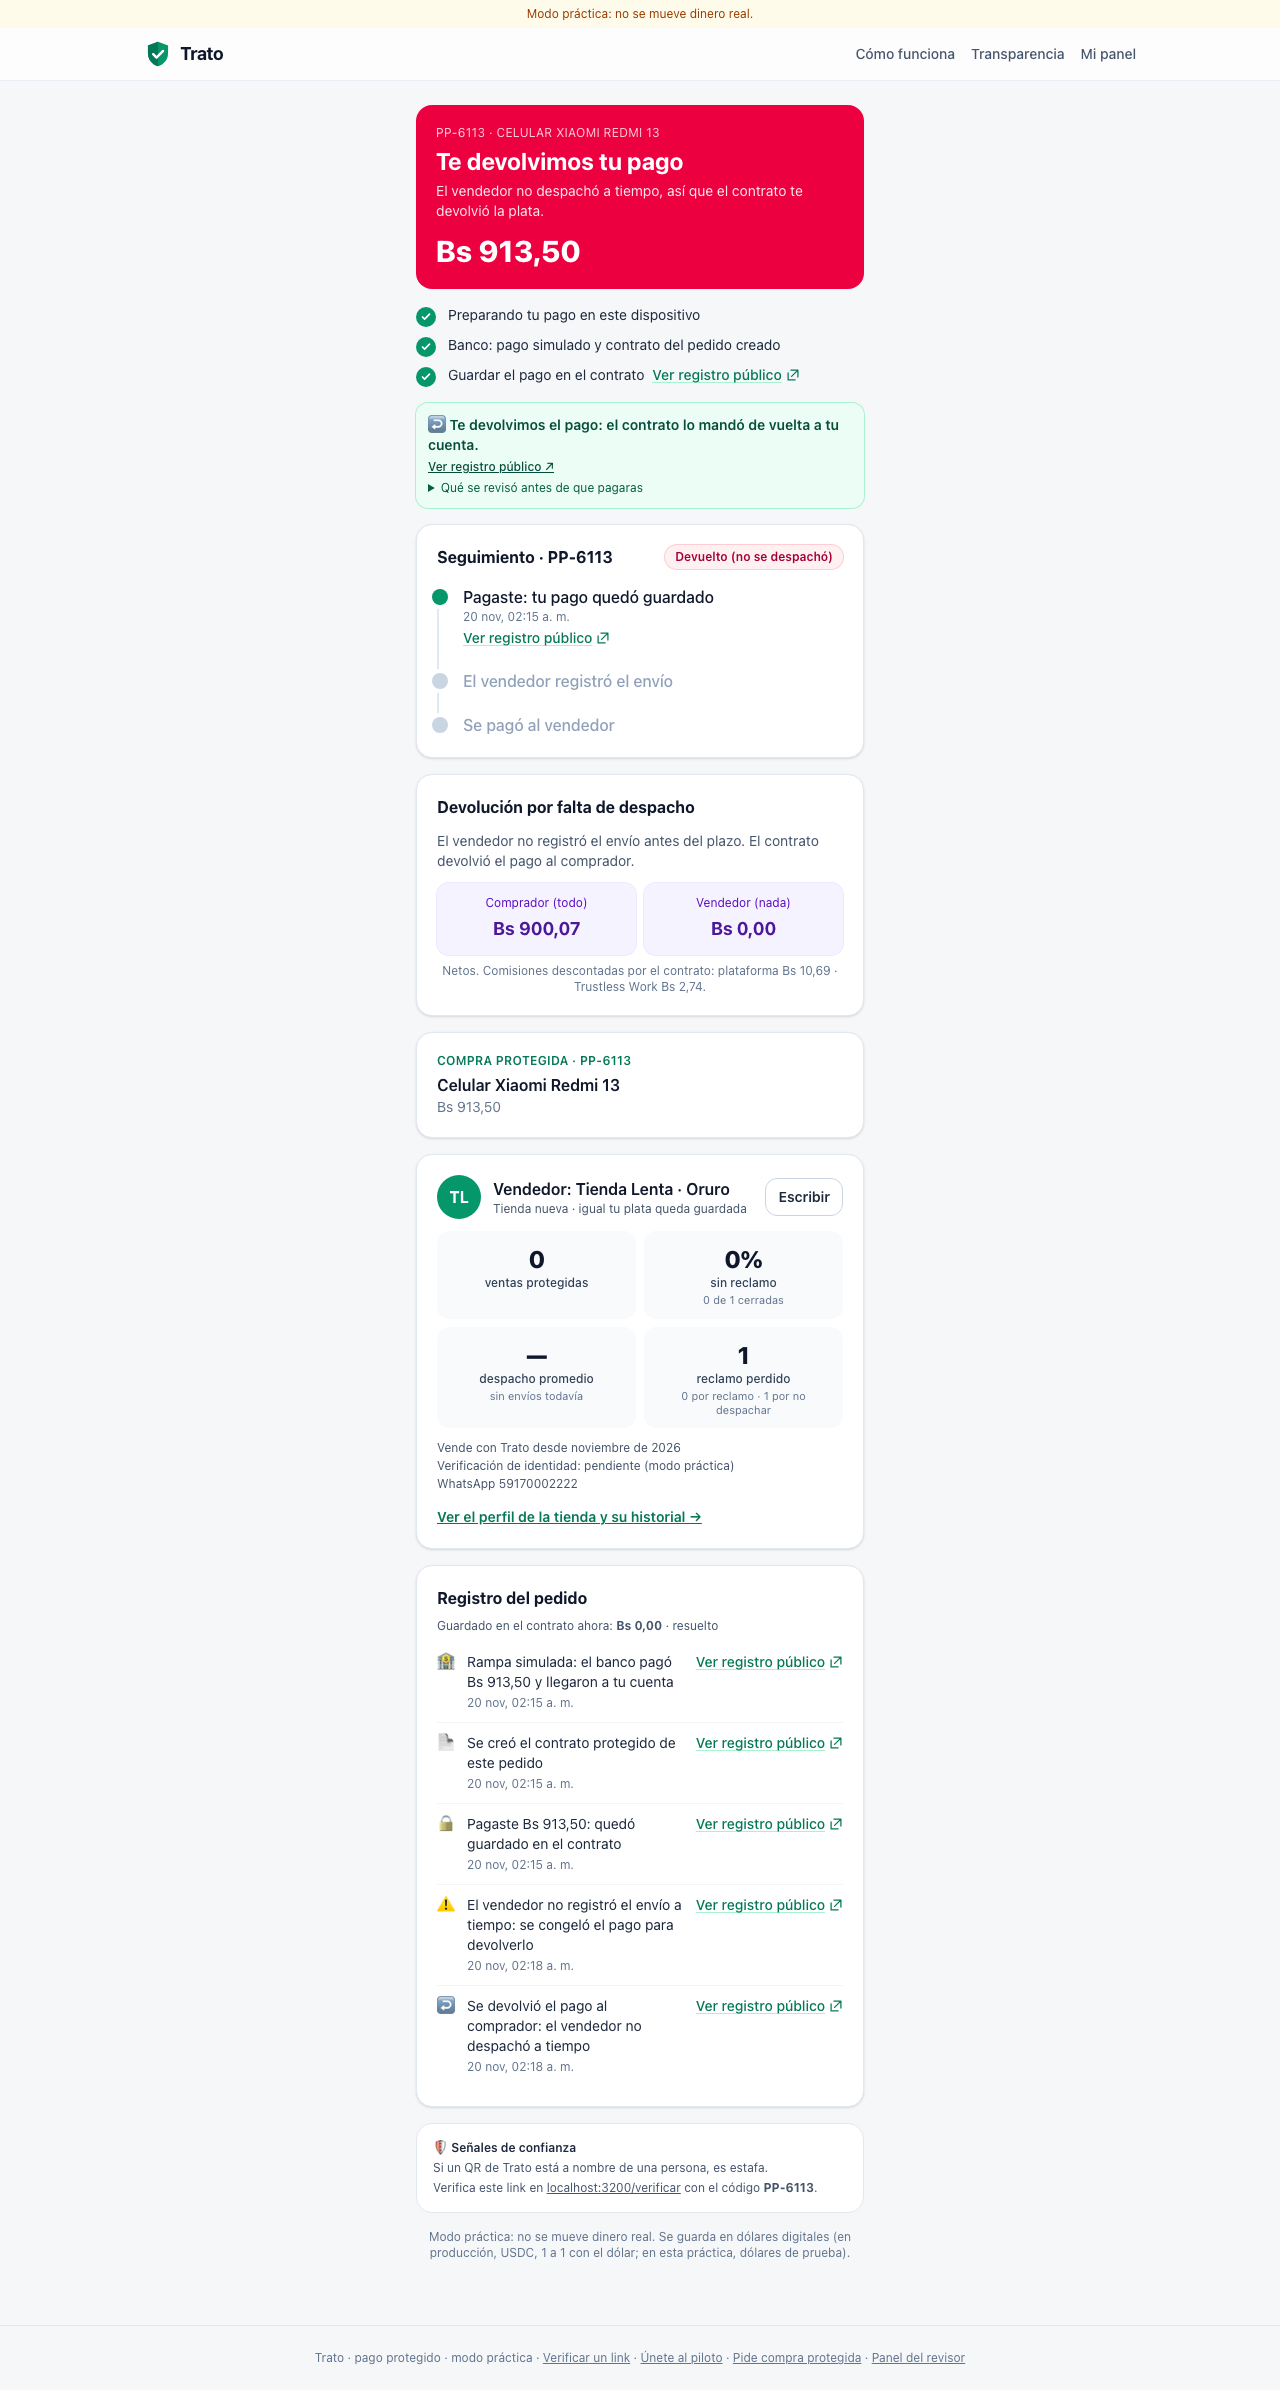 Modo práctica: no se mueve dinero real.
Trato
Cómo funciona Transparencia Mi panel
PP-6113 · CELULAR XIAOMI REDMI 13
Te devolvimos tu pago
El vendedor no despachó a tiempo, así que el contrato te
devolvió la plata.
Bs 913,50
Preparando tu pago en este dispositivo
Banco: pago simulado y contrato del pedido creado
Guardar el pago en el contrato Ver registro público
Te devolvimos el pago: el contrato lo mandó de vuelta a tu
cuenta.
Ver registro público ↗
▶ Qué se revisó antes de que pagaras
Seguimiento · PP-6113
Devuelto (no se despachó)
Pagaste: tu pago quedó guardado
20 nov, 02:15 a. m.
Ver registro público
El vendedor registró el envío
Se pagó al vendedor
Devolución por falta de despacho
El vendedor no registró el envío antes del plazo. El contrato
devolvió el pago al comprador.
Comprador (todo)
Bs 900,07
Vendedor (nada)
Bs 0,00
Netos. Comisiones descontadas por el contrato: plataforma Bs 10,69 ·
Trustless Work Bs 2,74.
COMPRA PROTEGIDA · PP-6113
Celular Xiaomi Redmi 13
Bs 913,50
TL
Vendedor: Tienda Lenta · Oruro
Tienda nueva · igual tu plata queda guardada
Escribir
0
ventas protegidas
0%
sin reclamo
0 de 1 cerradas
—
despacho promedio
sin envíos todavía
1
reclamo perdido
0 por reclamo · 1 por no
despachar
Vende con Trato desde noviembre de 2026
Verificación de identidad: pendiente (modo práctica)
WhatsApp 59170002222
Ver el perfil de la tienda y su historial →
Registro del pedido
Guardado en el contrato ahora: Bs 0,00 · resuelto
Rampa simulada: el banco pagó
Bs 913,50 y llegaron a tu cuenta
20 nov, 02:15 a. m.
Ver registro público
Se creó el contrato protegido de
este pedido
20 nov, 02:15 a. m.
Ver registro público
Pagaste Bs 913,50: quedó
guardado en el contrato
20 nov, 02:15 a. m.
Ver registro público
El vendedor no registró el envío a
tiempo: se congeló el pago para
devolverlo
20 nov, 02:18 a. m.
Ver registro público
Se devolvió el pago al
comprador: el vendedor no
despachó a tiempo
20 nov, 02:18 a. m.
Ver registro público
Señales de confianza
Si un QR de Trato está a nombre de una persona, es estafa.
Verifica este link en localhost:3200/verificar con el código PP-6113.
Modo práctica: no se mueve dinero real. Se guarda en dólares digitales (en
producción, USDC, 1 a 1 con el dólar; en esta práctica, dólares de prueba).
Trato · pago protegido · modo práctica · Verificar un link · Únete al piloto · Pide compra protegida · Panel del revisor